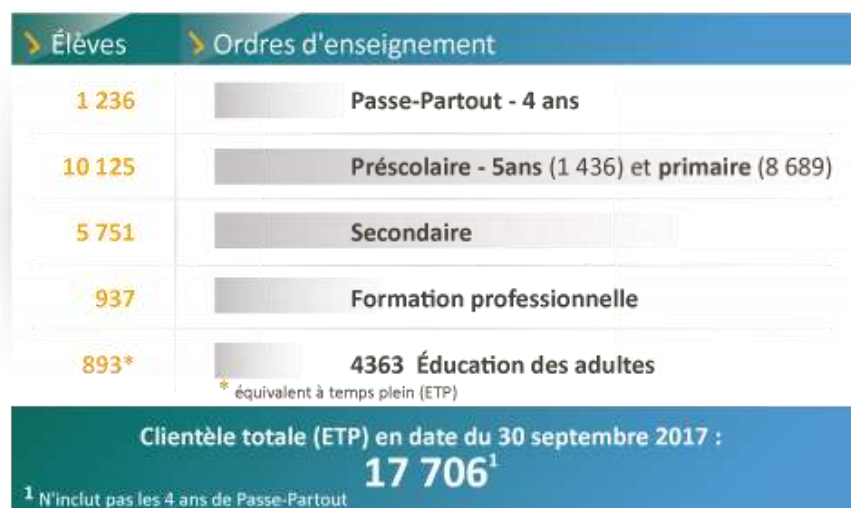 Élèves Ordres d'enseignement
1 236 Passe-Partout - 4 ans
10 125 Préscolaire - 5ans (1 436) et primaire (8 689)
5 751 Secondaire
937 Formation professionnelle
893* 4363 Éducation des adultes
* équivalent à temps plein (ETP)
Clientèle totale (ETP) en date du 30 septembre 2017 :
17 706¹
1 N'inclut pas les 4 ans de Passe-Partout